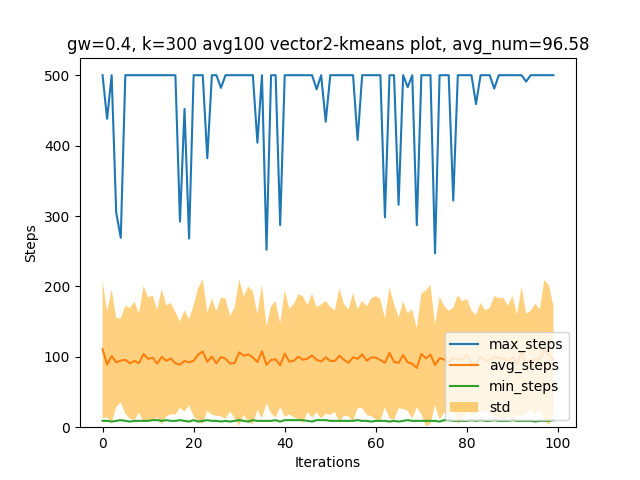 gw=0.4, k=300 avg100 vector2-kmeans plot, avg_num=96.58
500
400
300
200
100
0
Steps
0
20
40
60
80
100
Iterations
max_steps
avg_steps
min_steps
std